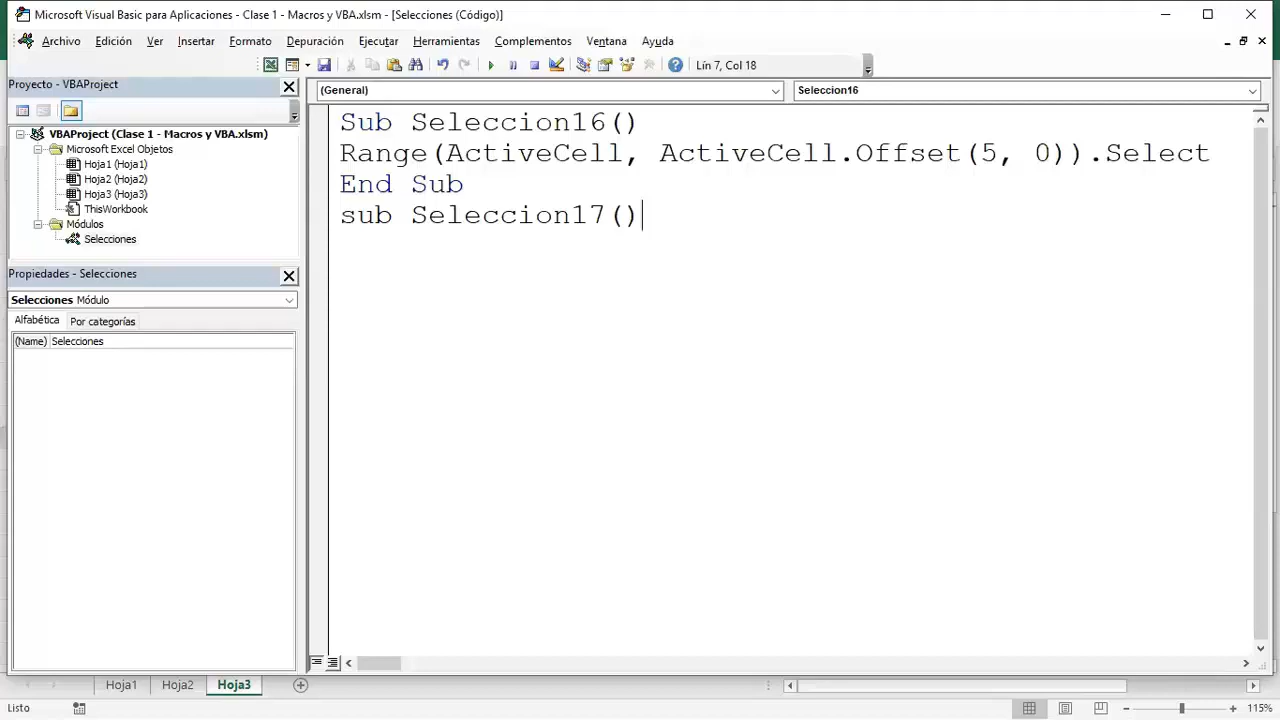 Microsoft Visual Basic para Aplicaciones - Clase 1 - Macros y VBA.xlsm - [Selecciones (Código)]
Archivo Edición Ver Insertar Formato Depuración Ejecutar Herramientas Complementos Ventana Ayuda
Lín 7, Col 18
Proyecto - VBAProject
VBAProject (Clase 1 - Macros y VBA.xlsm)
Microsoft Excel Objetos
Hoja1 (Hoja1)
Hoja2 (Hoja2)
Hoja3 (Hoja3)
ThisWorkbook
Módulos
Selecciones
Propiedades - Selecciones
Selecciones Módulo
Alfabética Por categorías
(Name) Selecciones
(General) Seleccion16
Sub Seleccion16()
Range(ActiveCell, ActiveCell.Offset(5, 0)).Select
End Sub
sub Seleccion17()
Hoja1 Hoja2 Hoja3
Listo 115%